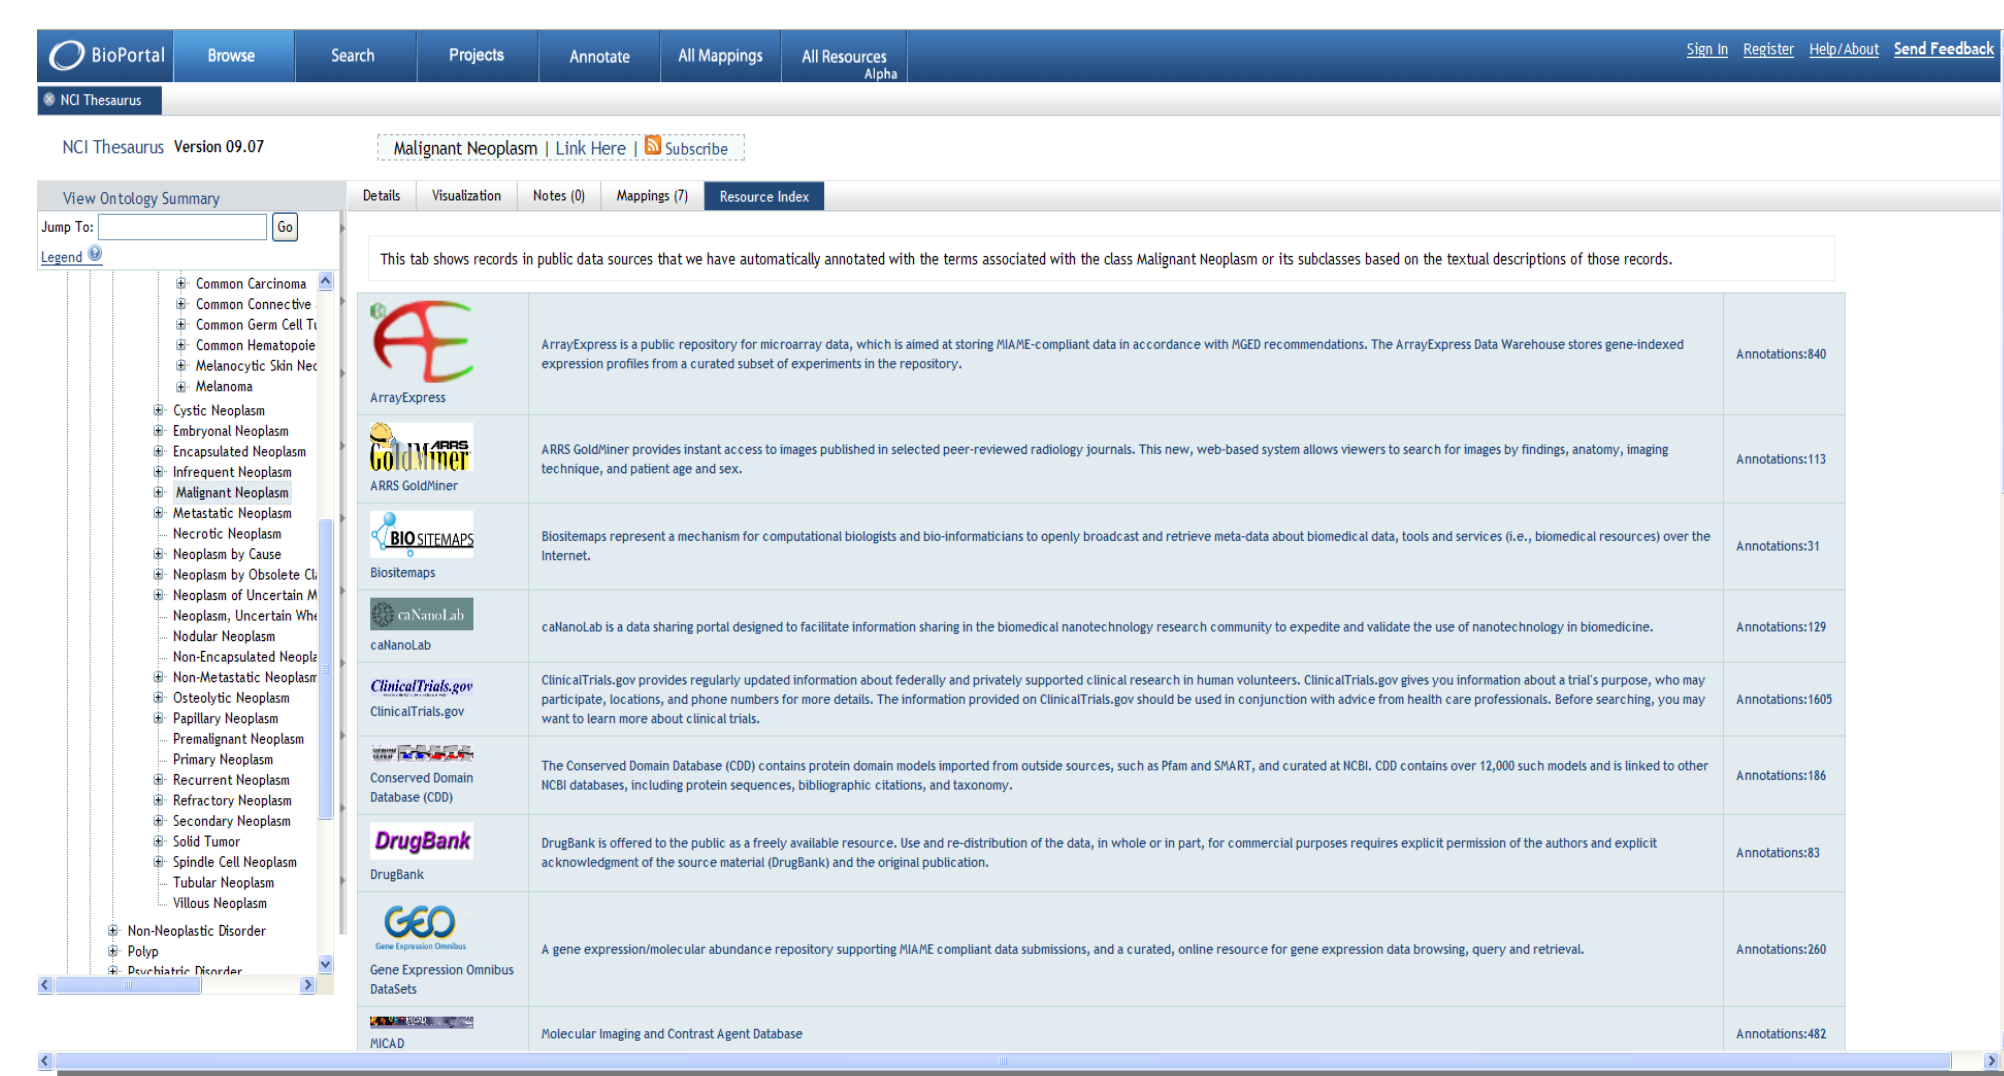 BioPortal Browse Search Projects Annotate All Mappings All Resources Alpha Sign In Register Help/About Send Feedback
NCI Thesaurus
NCI Thesaurus Version 09.07
Malignant Neoplasm | Link Here | Subscribe
View Ontology Summary
Jump To: Go
Legend
Common Carcinoma
Common Connective
Common Germ Cell Tu
Common Hematopoie
Melanocytic Skin Nec
Melanoma
Cystic Neoplasm
Embryonal Neoplasm
Encapsulated Neoplasm
Infrequent Neoplasm
Malignant Neoplasm
Metastatic Neoplasm
Necrotic Neoplasm
Neoplasm by Cause
Neoplasm by Obsolete Cla
Neoplasm of Uncertain M
Neoplasm, Uncertain Whe
Nodular Neoplasm
Non-Encapsulated Neopla
Non-Metastatic Neoplasm
Osteolytic Neoplasm
Papillary Neoplasm
Premalignant Neoplasm
Primary Neoplasm
Recurrent Neoplasm
Refractory Neoplasm
Secondary Neoplasm
Solid Tumor
Spindle Cell Neoplasm
Tubular Neoplasm
Villous Neoplasm
Non-Neoplastic Disorder
Polyp
Psychiatric Disorder
Details Visualization Notes (0) Mappings (7) Resource Index
This tab shows records in public data sources that we have automatically annotated with the terms associated with the class Malignant Neoplasm or its subclasses based on the textual descriptions of those records.
ArrayExpress
ArrayExpress is a public repository for microarray data, which is aimed at storing MIAME-compliant data in accordance with MGED recommendations. The ArrayExpress Data Warehouse stores gene-indexed
expression profiles from a curated subset of experiments in the repository.
Annotations:840
ARRS
GoldMiner
ARRS GoldMiner
ARRS GoldMiner provides instant access to images published in selected peer-reviewed radiology journals. This new, web-based system allows viewers to search for images by findings, anatomy, imaging
technique, and patient age and sex.
Annotations:113
BIOSITEMAPS
Biositemaps
Biositemaps represent a mechanism for computational biologists and bio-informaticians to openly broadcast and retrieve meta-data about biomedical data, tools and services (i.e., biomedical resources) over the
Internet.
Annotations:31
caNanoLab
caNanoLab
caNanoLab is a data sharing portal designed to facilitate information sharing in the biomedical nanotechnology research community to expedite and validate the use of nanotechnology in biomedicine.
Annotations:129
ClinicalTrials.gov
ClinicalTrials.gov
ClinicalTrials.gov provides regularly updated information about federally and privately supported clinical research in human volunteers. ClinicalTrials.gov gives you information about a trial's purpose, who may
participate, locations, and phone numbers for more details. The information provided on ClinicalTrials.gov should be used in conjunction with advice from health care professionals. Before searching, you may
want to learn more about clinical trials.
Annotations:1605
Conserved Domain
Database (CDD)
The Conserved Domain Database (CDD) contains protein domain models imported from outside sources, such as Pfam and SMART, and curated at NCBI. CDD contains over 12,000 such models and is linked to other
NCBI databases, including protein sequences, bibliographic citations, and taxonomy.
Annotations:186
DrugBank
DrugBank
DrugBank is offered to the public as a freely available resource. Use and re-distribution of the data, in whole or in part, for commercial purposes requires explicit permission of the authors and explicit
acknowledgment of the source material (DrugBank) and the original publication.
Annotations:83
GEO
Gene Expression Omnibus
Gene Expression Omnibus
DataSets
A gene expression/molecular abundance repository supporting MIAME compliant data submissions, and a curated, online resource for gene expression data browsing, query and retrieval.
Annotations:260
MICAD
Molecular Imaging and Contrast Agent Database
Annotations:482